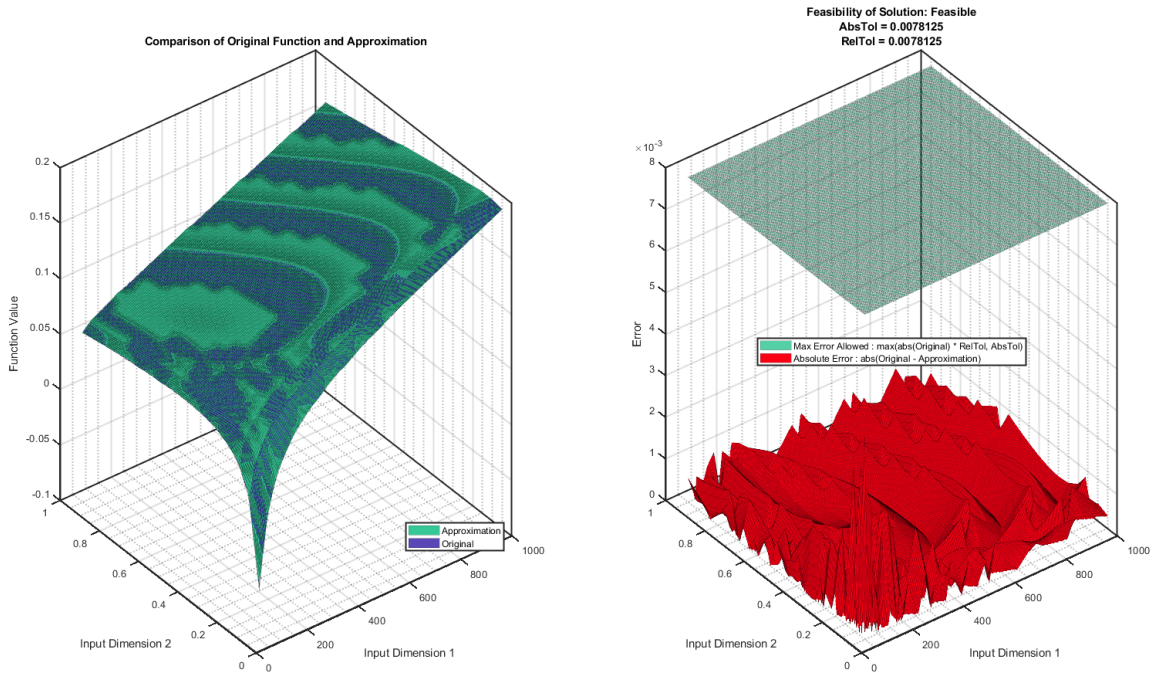 Comparison of Original Function and Approximation
0.2
0.15
0.1
0.05
0
-0.05
-0.1
Function Value
1
0.8
0.6
0.4
0.2
0
Input Dimension 2
0
200
400
600
800
1000
Input Dimension 1
Approximation
Original
Feasibility of Solution: Feasible
AbsTol = 0.0078125
RelTol = 0.0078125
× 10⁻³
8
7
6
5
4
3
2
1
0
Error
Max Error Allowed : max(abs(Original) * RelTol, AbsTol)
Absolute Error : abs(Original - Approximation)
1
0.8
0.6
0.4
0.2
0
Input Dimension 2
0
200
400
600
800
1000
Input Dimension 1